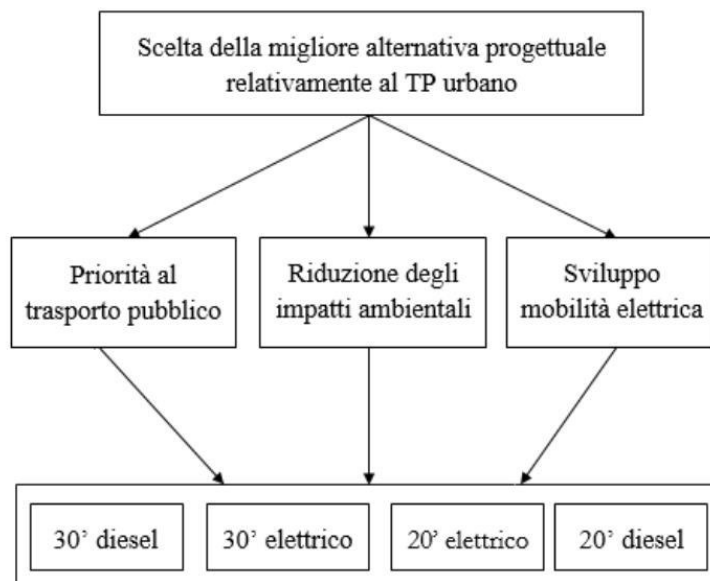 Scelta della migliore alternativa progettuale
relativamente al TP urbano
Priorità al
trasporto pubblico
Riduzione degli
impatti ambientali
Sviluppo
mobilità elettrica
30’ diesel
30’ elettrico
20’ elettrico
20’ diesel